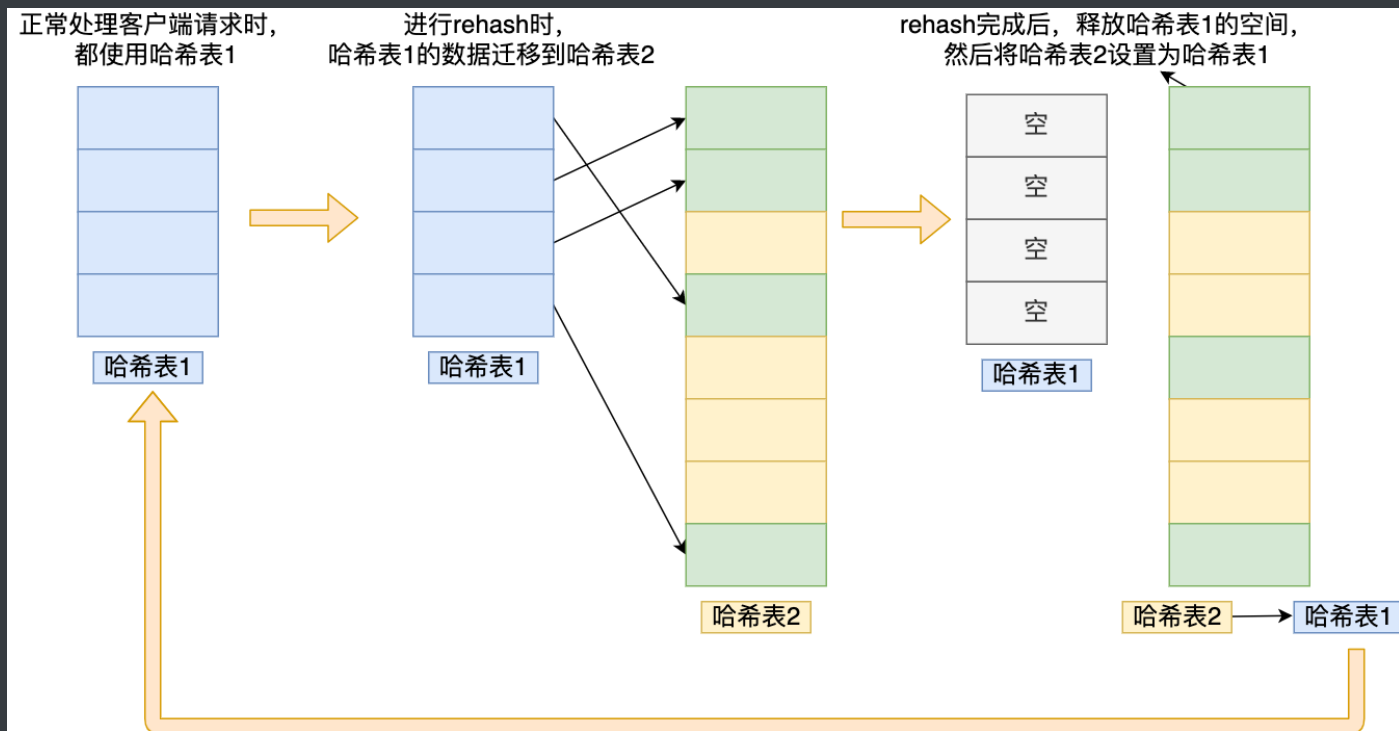 正常处理客户端请求时,
都使用哈希表1
进行rehash时,
哈希表1的数据迁移到哈希表2
rehash完成后，释放哈希表1的空间,
然后将哈希表2设置为哈希表1
空
空
空
空
哈希表1
哈希表1
哈希表1
哈希表2
哈希表2
哈希表1